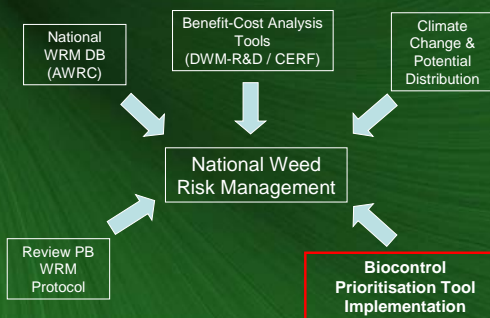 National
WRM DB
(AWRC)
Benefit-Cost Analysis
Tools
(DWM-R&D / CERF)
Climate
Change &
Potential
Distribution
National Weed
Risk Management
Review PB
WRM
Protocol
Biocontrol
Prioritisation Tool
Implementation